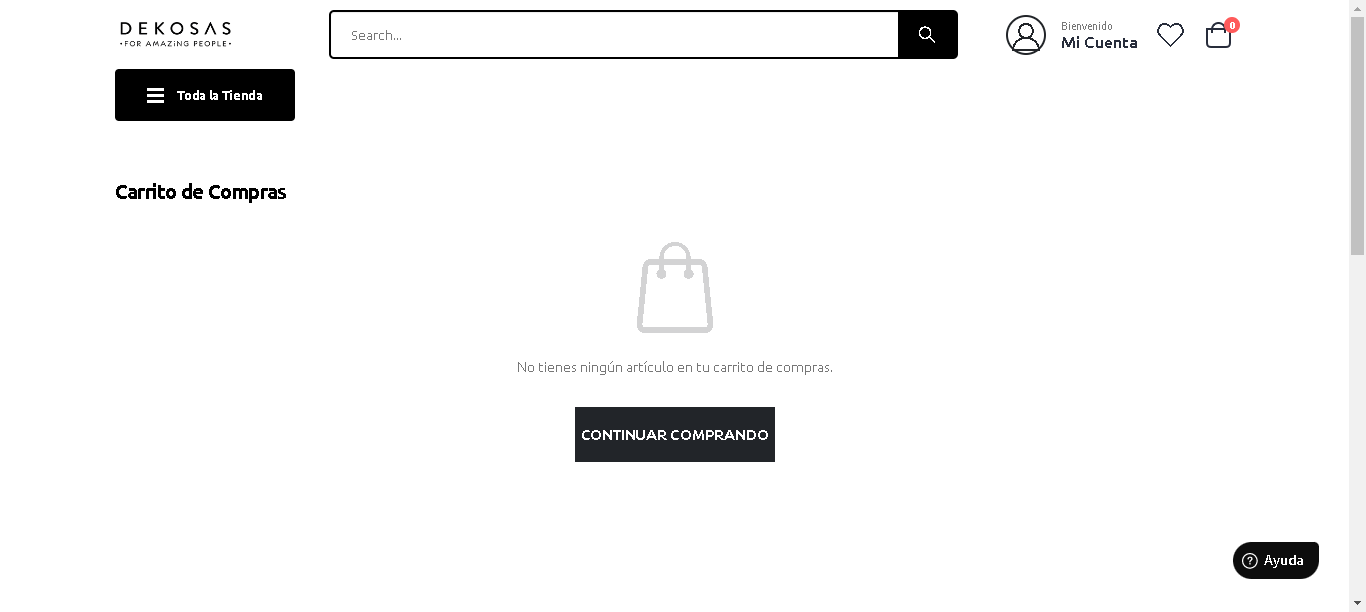 DEKOSAS
•FOR AMAZING PEOPLE•
Search...
Bienvenido
Mi Cuenta
0
Toda la Tienda
Carrito de Compras
No tienes ningún artículo en tu carrito de compras.
CONTINUAR COMPRANDO
Ayuda